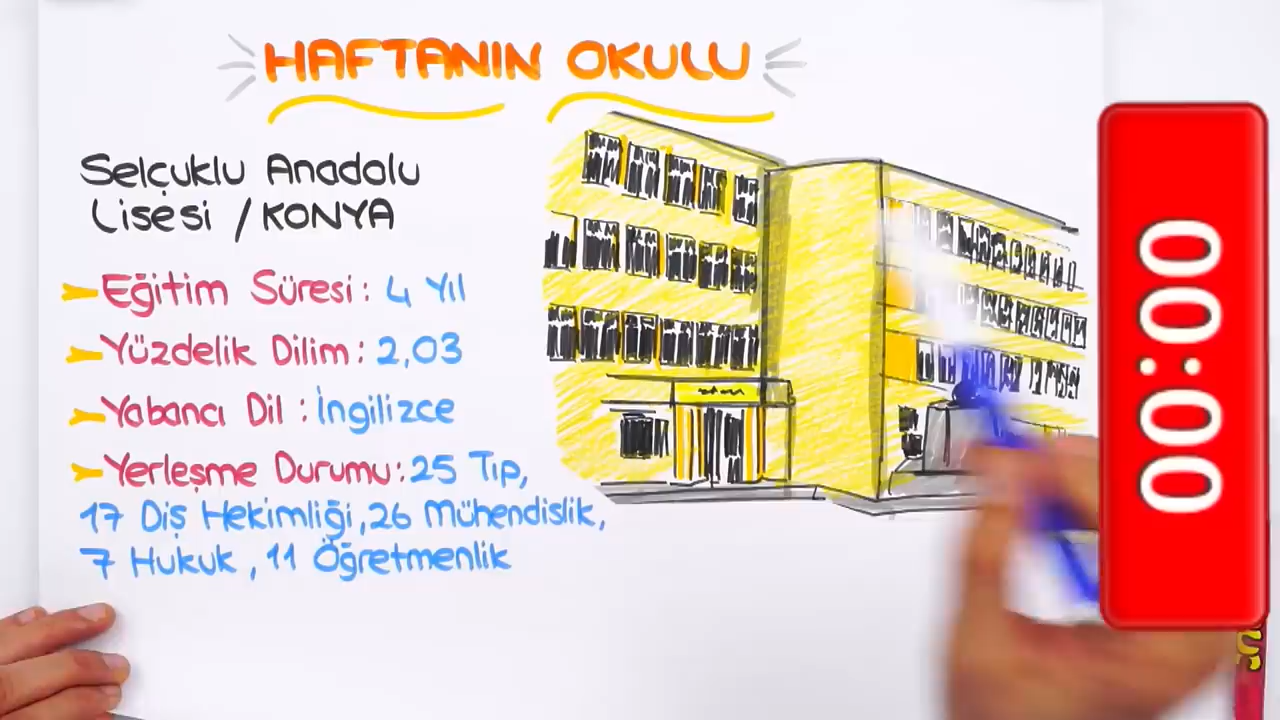 HAFTANIN OKULU
Selçuklu Anadolu
Lisesi / KONYA
Eğitim Süresi: 4 Yıl
Yüzdelik Dilim: 2,03
Yabancı Dil : İngilizce
Yerleşme Durumu: 25 Tıp,
17 Diş Hekimliği, 26 Mühendislik,
7 Hukuk, 11 Öğretmenlik
00:00